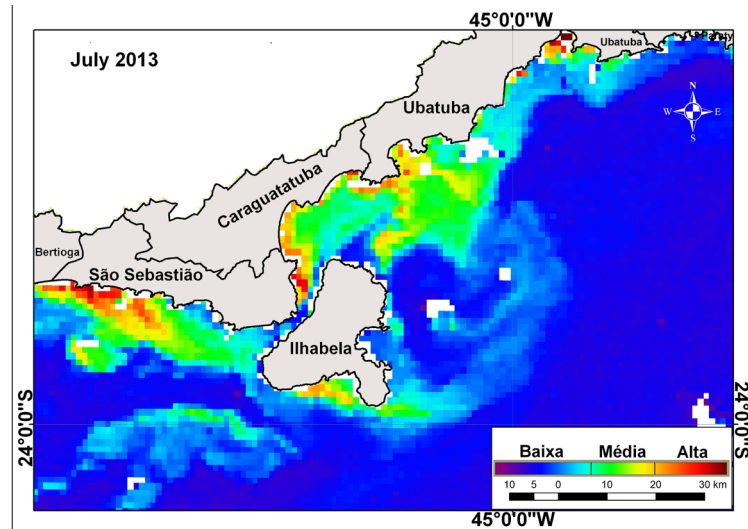 45°0'0"W
July 2013
Ubatuba
Paraty
N
W E
S
Ubatuba
Caraguatatuba
Bertioga
São Sebastião
Ilhabela
24°0'0"S
24°0'0"S
Baixa Média Alta
10 5 0 10 20 30 km
45°0'0"W